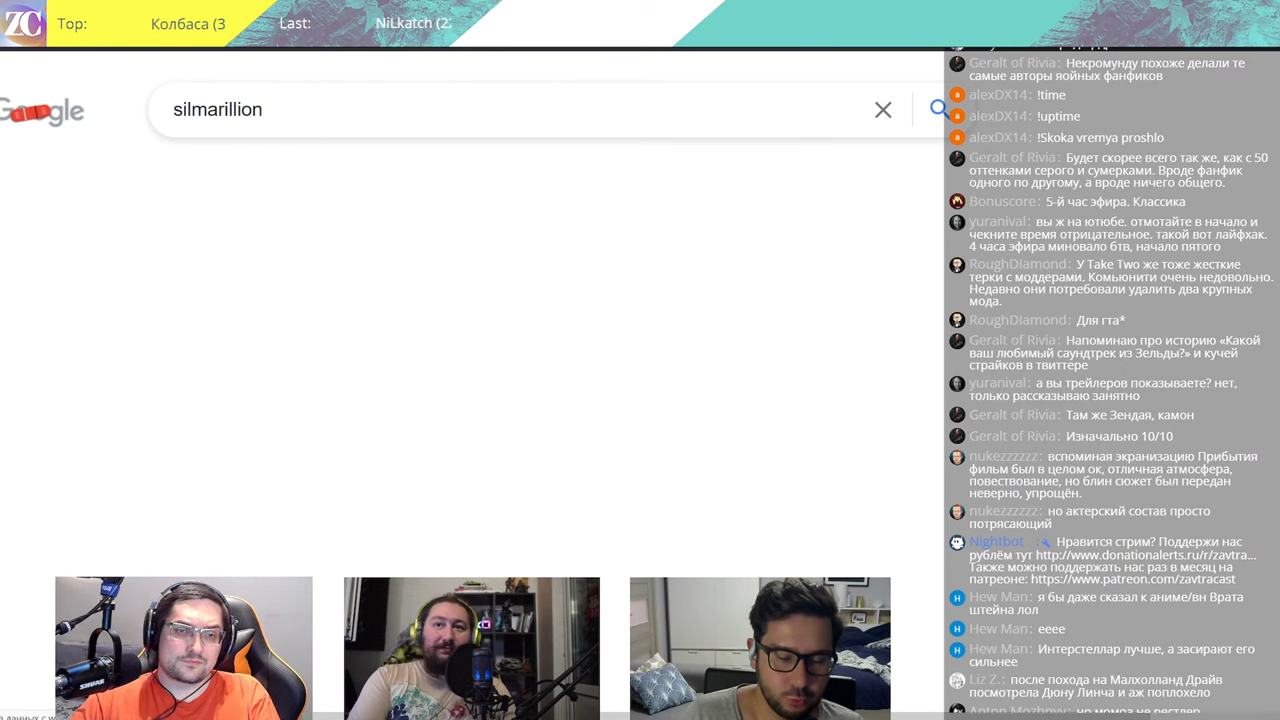 ZC
Top:
Колбаса (3
Last:
NiLkatch (2.
Google
silmarillion
Geralt of Rivia: Некромунду похоже делали те
самые авторы яойных фанфиков
a alexDX14: !time
a alexDX14: !uptime
a alexDX14: !Skoka vremya proshlo
Geralt of Rivia: Будет скорее всего так же, как с 50
оттенками серого и сумерками. Вроде фанфик
одного по другому, а вроде ничего общего.
Bonuscore: 5-й час эфира. Классика
yuranival: вы ж на ютюбе. отмотайте в начало и
чекните время отрицательное. такой вот лайфхак.
4 часа эфира миновало 6тв, начало пятого
RoughDIamond: У Take Two же тоже жесткие
терки с моддерами. Комьюнити очень недовольно.
Недавно они потребовали удалить два крупных
мода.
RoughDIamond: Для гта*
Geralt of Rivia: Напоминаю про историю «Какой
ваш любимый саундтрек из Зельды?» и кучей
страйков в твиттере
yuranival: а вы трейлеров показываете? нет,
только рассказываю занятно
Geralt of Rivia: Там же Зендая, камон
Geralt of Rivia: Изначально 10/10
nukezzzzzz: вспоминая экранизацию Прибытия
фильм был в целом ок, отличная атмосфера,
повествование, но блин сюжет был передан
неверно, упрощён.
nukezzzzzz: но актерский состав просто
потрясающий
Nightbot : Нравится стрим? Поддержи нас
рублём тут http://www.donationalerts.ru/r/zavtra...
Также можно поддержать нас раз в месяц на
патреоне: https://www.patreon.com/zavtracast
H Hew Man: я бы даже сказал к аниме/вн Врата
штейна лол
H Hew Man: еееe
H Hew Man: Интерстеллар лучше, а засирают его
сильнее
Liz Z.: после похода на Малхолланд Драйв
посмотрела Дюну Линча и аж поплохело
Anton Mozhnyy: но момоа не рестлер
SHURE